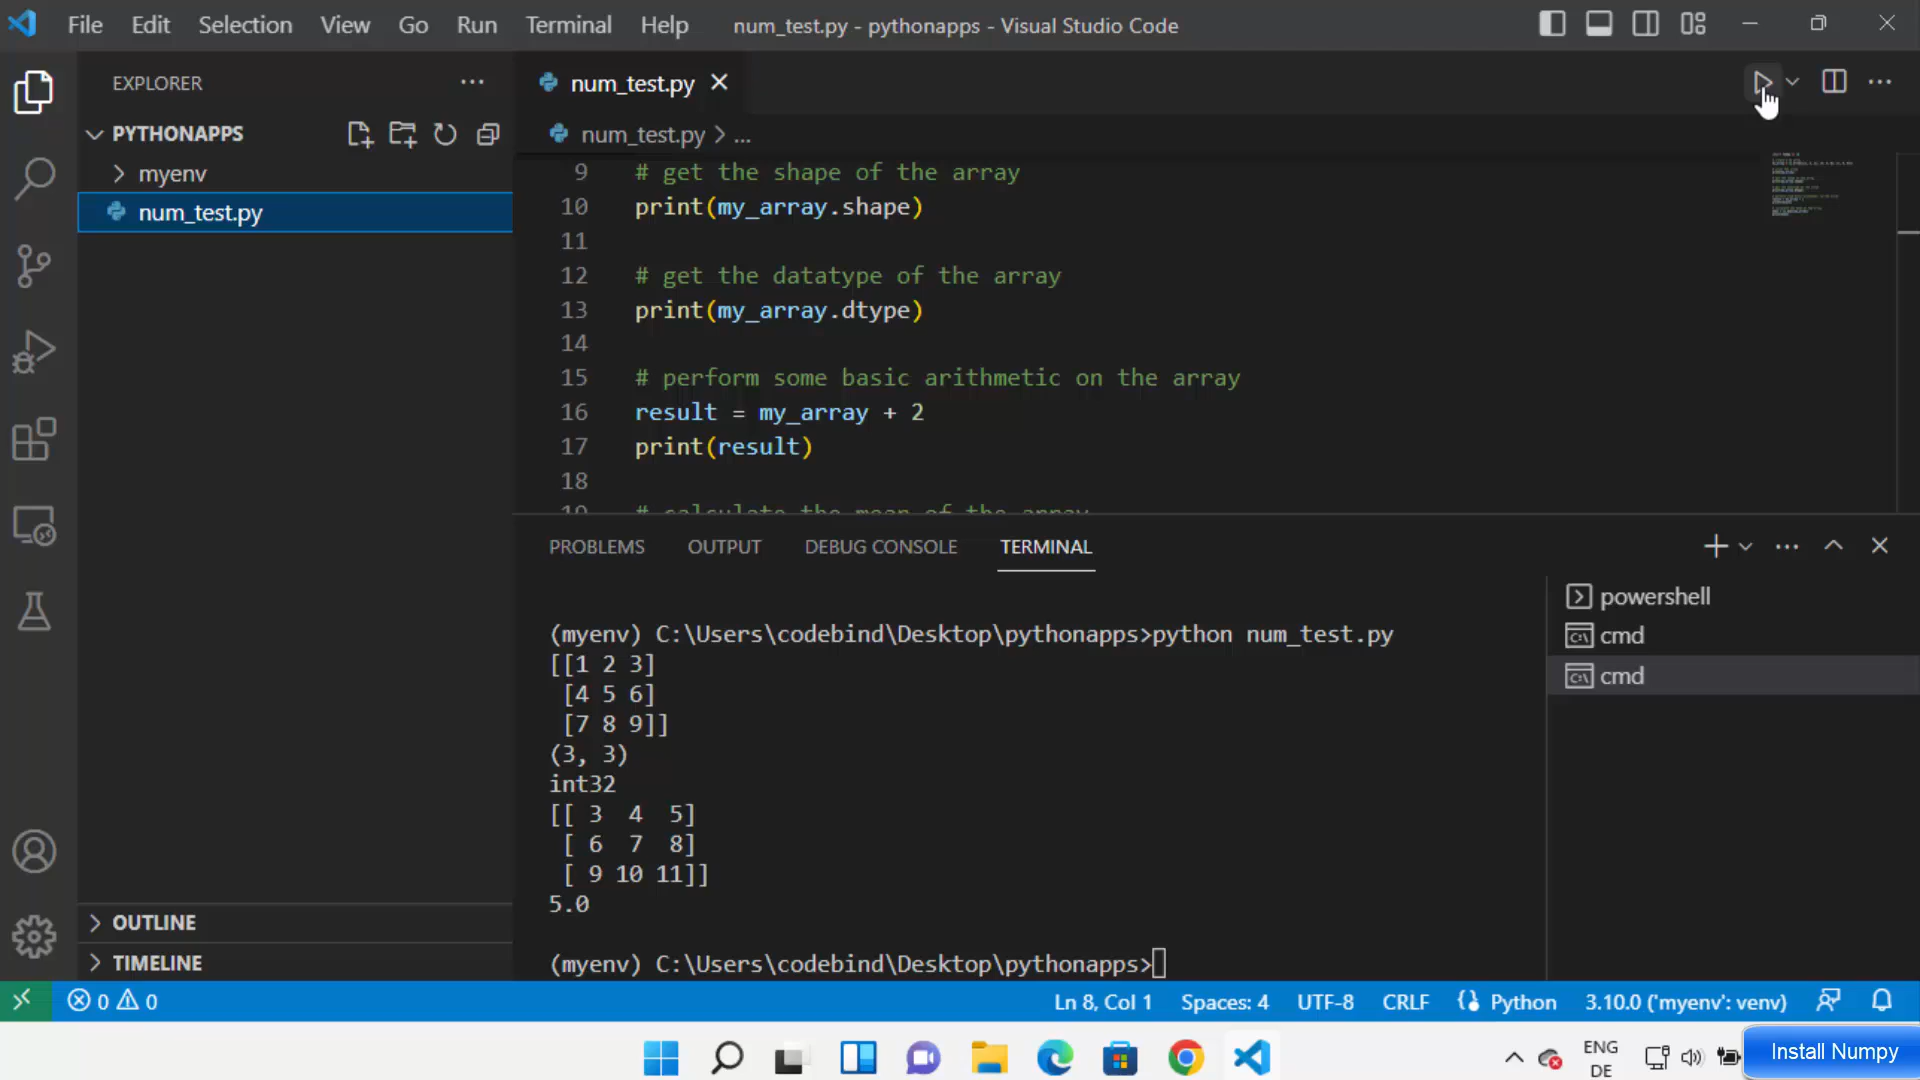 File Edit Selection View Go Run Terminal Help num_test.py - pythonapps - Visual Studio Code
EXPLORER
PYTHONAPPS
myenv
num_test.py
num_test.py
num_test.py > ...
9 # get the shape of the array
10 print(my_array.shape)
11
12 # get the datatype of the array
13 print(my_array.dtype)
14
15 # perform some basic arithmetic on the array
16 result = my_array + 2
17 print(result)
18
19 # calculate the mean of the array
PROBLEMS OUTPUT DEBUG CONSOLE TERMINAL
(myenv) C:\Users\codebind\Desktop\pythonapps>python num_test.py
[[1 2 3]
[4 5 6]
[7 8 9]]
(3, 3)
int32
[[ 3 4 5]
[ 6 7 8]
[ 9 10 11]]
5.0
(myenv) C:\Users\codebind\Desktop\pythonapps>
powershell
cmd
cmd
OUTLINE
TIMELINE
0 0 Ln 8, Col 1 Spaces: 4 UTF-8 CRLF Python 3.10.0 ('myenv': venv)
ENG
DE
Install Numpy